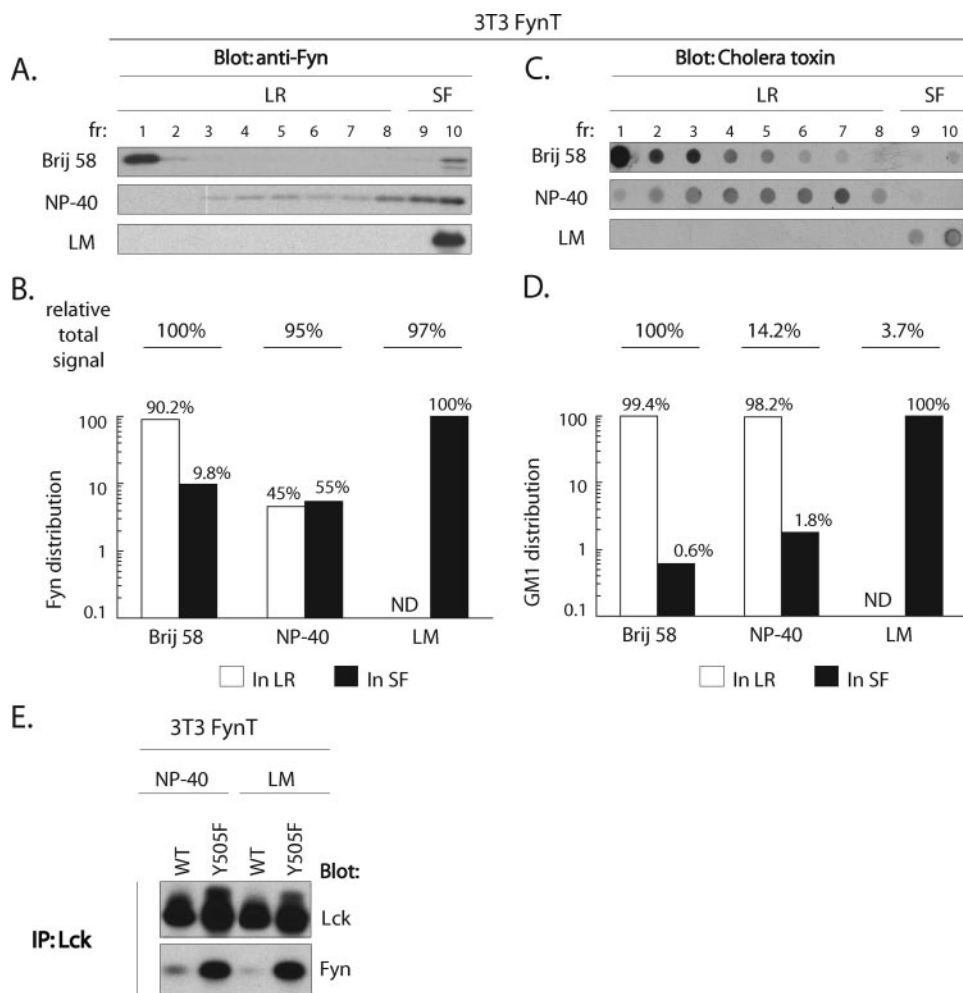 3T3 FynT
A.
Blot: anti-Fyn
LR SF
fr: 1 2 3 4 5 6 7 8 9 10
Brij 58
NP-40
LM
C.
Blot: Cholera toxin
LR SF
fr: 1 2 3 4 5 6 7 8 9 10
Brij 58
NP-40
LM
B.
relative
total
signal
100% 95% 97%
90.2% 9.8% 45% 55% ND 100%
100
10
1
0.1
Fyn distribution
Brij 58 NP-40 LM
In LR In SF
D.
100% 14.2% 3.7%
99.4% 0.6% 98.2% 1.8% ND 100%
100
10
1
0.1
GM1 distribution
Brij 58 NP-40 LM
In LR In SF
E.
3T3 FynT
NP-40 LM
WT Y505F WT Y505F
Blot:
Lck
IP: Lck
Fyn